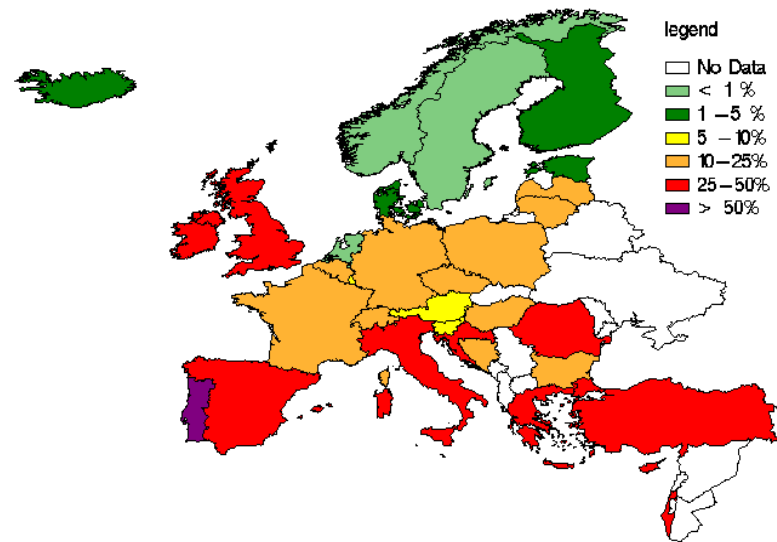 legend
No Data
< 1 %
1 – 5 %
5 – 10%
10 – 25%
25 – 50%
> 50%